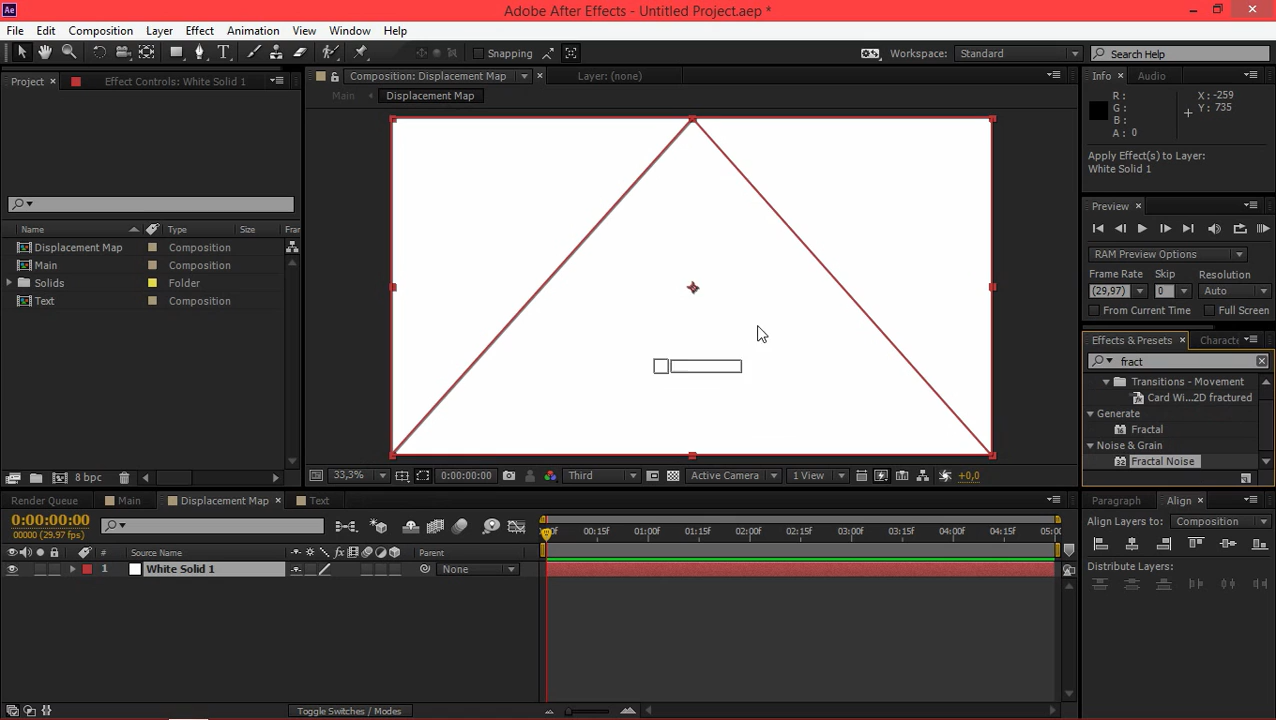 Ae Adobe After Effects - Untitled Project.aep *
File Edit Composition Layer Effect Animation View Window Help
Snapping
Workspace: Standard
Search Help
Project
Effect Controls: White Solid 1
Composition: Displacement Map
Layer: (none)
Main
Displacement Map
Info
Audio
R:
G:
B:
A: 0
X: -259
Y: 735
Apply Effect(s) to Layer:
White Solid 1
Preview
RAM Preview Options
Frame Rate Skip Resolution
(29,97) 0 Auto
From Current Time Full Screen
Name Type Size Frar
Displacement Map Composition
Main Composition
Solids Folder
Text Composition
8 bpc
33,3% 0:00:00:00 Third Active Camera 1 View +0,0
Effects & Presets
fract
Transitions - Movement
Card Wi...2D fractured
Generate
Fractal
Noise & Grain
Fractal Noise
Render Queue
Main
Displacement Map
Text
0:00:00:00
00000 (29.97 fps)
# Source Name fx Parent
1 White Solid 1 None
00:15f 01:00f 01:15f 02:00f 02:15f 03:00f 03:15f 04:00f 04:15f
Toggle Switches / Modes
Paragraph
Align
Align Layers to: Composition
Distribute Layers: